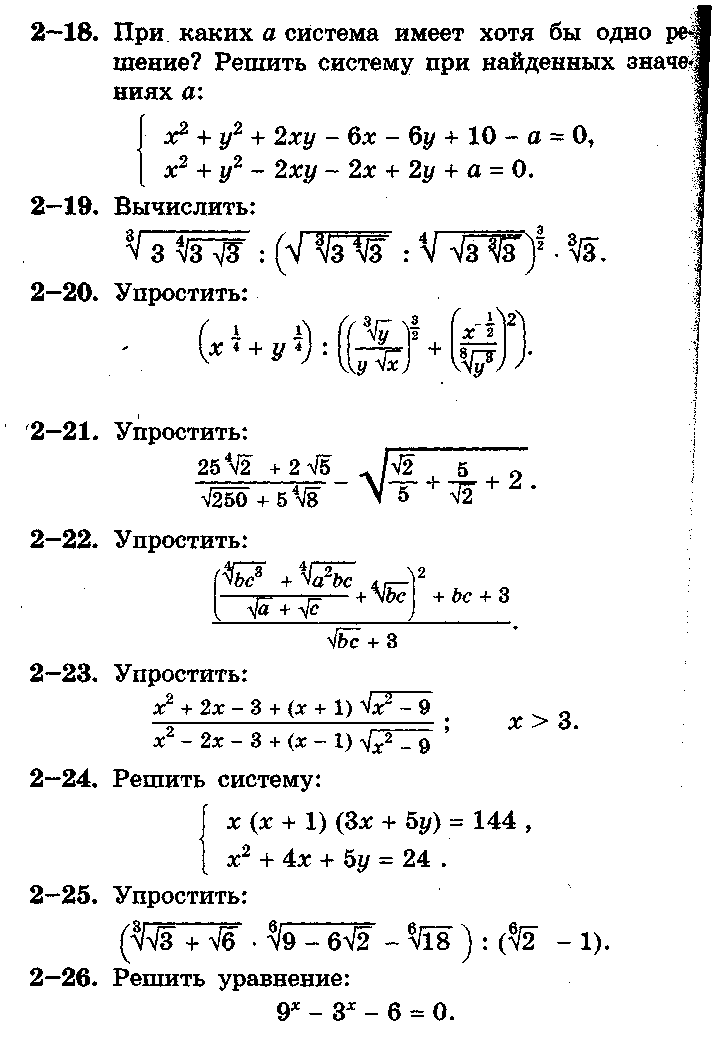 2–18. При каких a система имеет хотя бы одно ре-
шение? Решить систему при найденных значе-
ниях a:
x² + y² + 2xy – 6x – 6y + 10 – a = 0,
x² + y² – 2xy – 2x + 2y + a = 0.
2–19. Вычислить:
∛(3 ∜(3 √3)) : (√(∛(3 ∜3)) : ∜(√3 ∛3))^(3/2) · ∛3.
2–20. Упростить:
(x^(1/4) + y^(1/4)) : (((∛y)/(y √x))^(3/2) + ((x^(-1/2))/(⁸√(y³)))²).
2–21. Упростить:
(25 ∜2 + 2 √5)/(√250 + 5 ∜8) – √(√2/5 + 5/√2 + 2).
2–22. Упростить:
(((∜(bc³) + ∜(a²bc))/(√a + √c) + ∜(bc))² + bc + 3)/(√(bc) + 3).
2–23. Упростить:
(x² + 2x – 3 + (x + 1) √(x² – 9))/(x² – 2x – 3 + (x – 1) √(x² – 9)); x > 3.
2–24. Решить систему:
x (x + 1) (3x + 5y) = 144 ,
x² + 4x + 5y = 24 .
2–25. Упростить:
(∛(√3 + √6) · ⁶√(9 – 6√2) – ⁶√18) : (⁶√2 – 1).
2–26. Решить уравнение:
9ˣ – 3ˣ – 6 = 0.